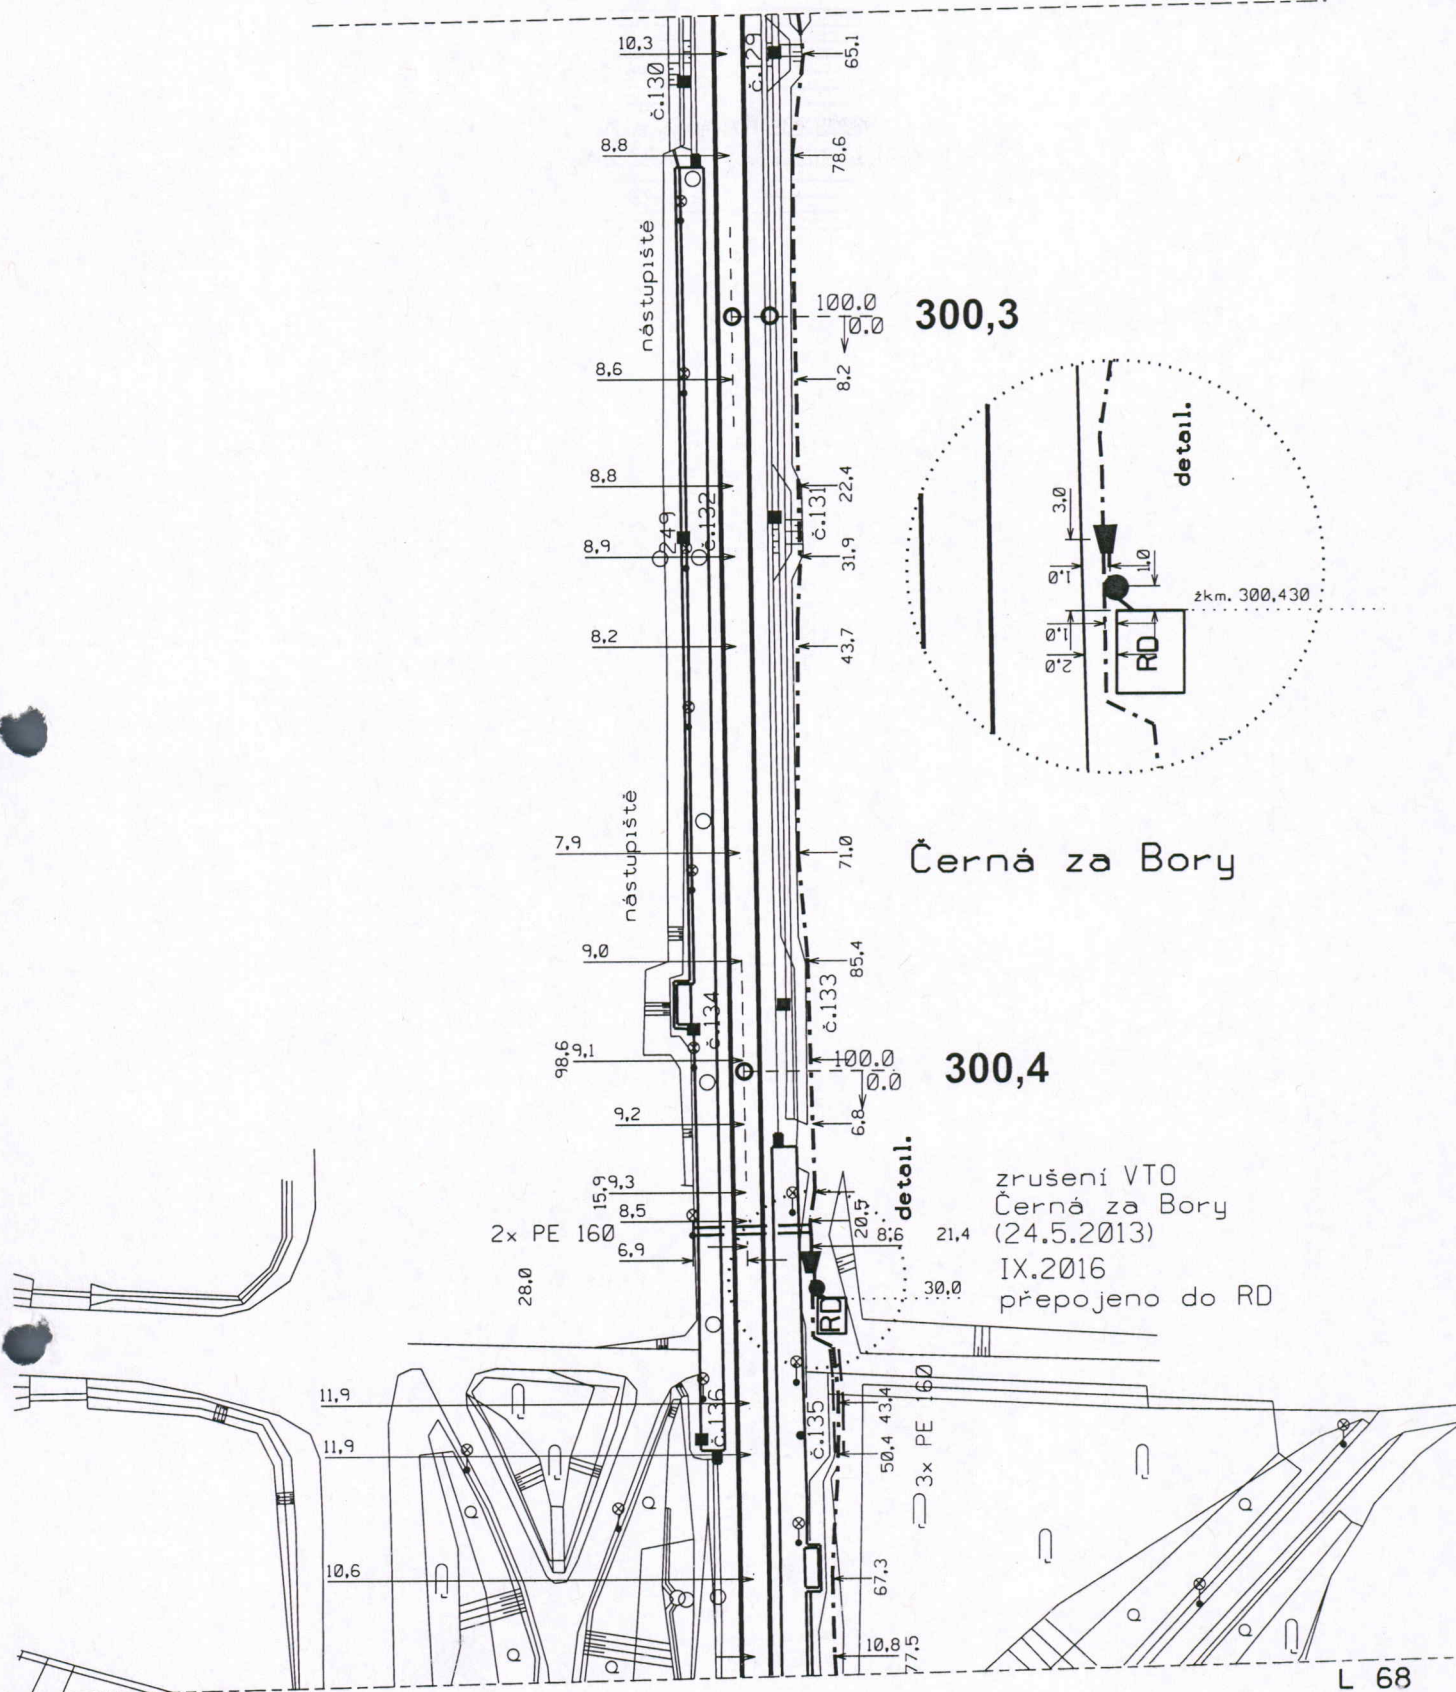 10,3
č.130
č.129
65.1
8.8
78.6
nástupiště
100.0
0.0
300,3
8,6
8.2
detail.
8.8
249
č.132
č.131
22.4
3.0
8,9
31.9
1,0
1.0
žkm. 300,430
8,2
43.7
1,0
2,0
RD
nástupiště
7.9
71.0
Černá za Bory
9.0
85.4
č.134
č.133
98.6
9.1
100.0
0.0
300,4
9,2
6.8
detail.
zrušení VTO
Černá za Bory
(24.5.2013)
IX.2016
přepojeno do RD
15,9
9,3
8,5
20.5
2x PE 160
8,6
21,4
6,9
28.0
30,0
RD
11,9
č.136
č.135
43.4
3x PE 160
11,9
50,4
10,6
67.3
10,8
77.5
L 68